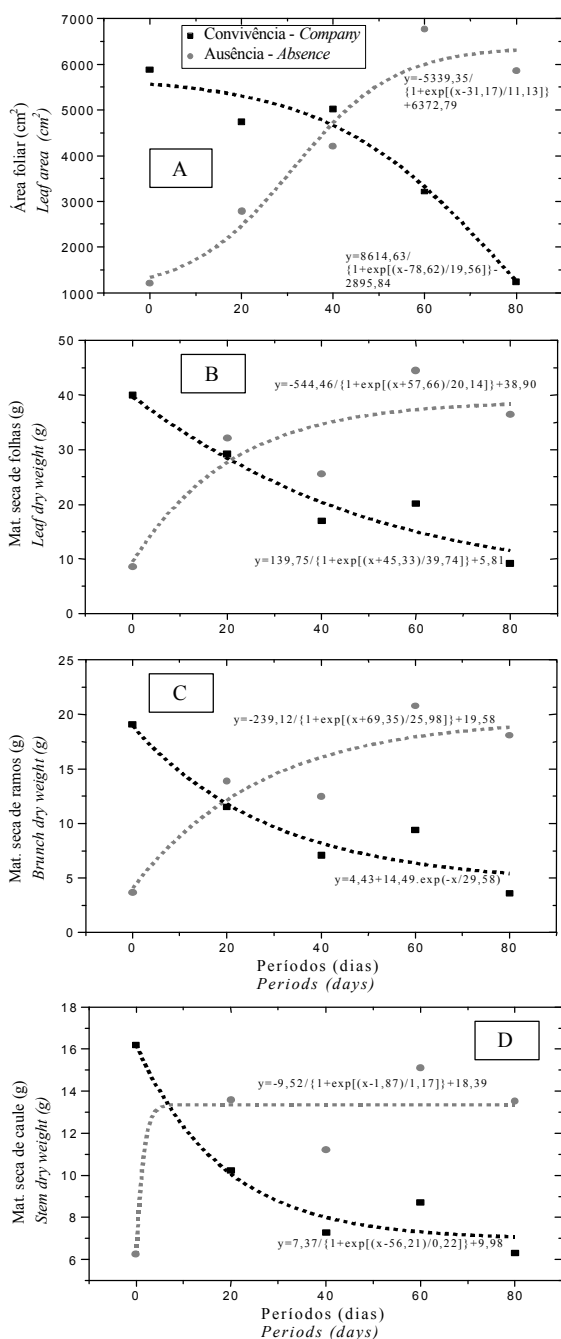 Convivência - Company
Ausência - Absence
Área foliar (cm²)
Leaf area (cm²)
7000
6000
5000
4000
3000
2000
1000
A
y=-5339,35/
{1+exp[(x-31,17)/11,13]}
+6372,79
y=8614,63/
{1+exp[(x-78,62)/19,56]}-
2895,84
0 20 40 60 80
Mat. seca de folhas (g)
Leaf dry weight (g)
50
40
30
20
10
0
B
y=-544,46/{1+exp[(x+57,66)/20,14]}+38,90
y=139,75/{1+exp[(x+45,33)/39,74]}+5,81
0 20 40 60 80
Mat. seca de ramos (g)
Brunch dry weight (g)
25
20
15
10
5
0
C
y=-239,12/{1+exp[(x+69,35)/25,98]}+19,58
y=4,43+14,49.exp(-x/29,58)
0 20 40 60 80
Períodos (dias)
Periods (days)
Mat. seca de caule (g)
Stem dry weight (g)
18
16
14
12
10
8
6
D
y=-9,52/{1+exp[(x-1,87)/1,17]}+18,39
y=7,37/{1+exp[(x-56,21)/0,22]}+9,98
0 20 40 60 80
Períodos (dias)
Periods (days)